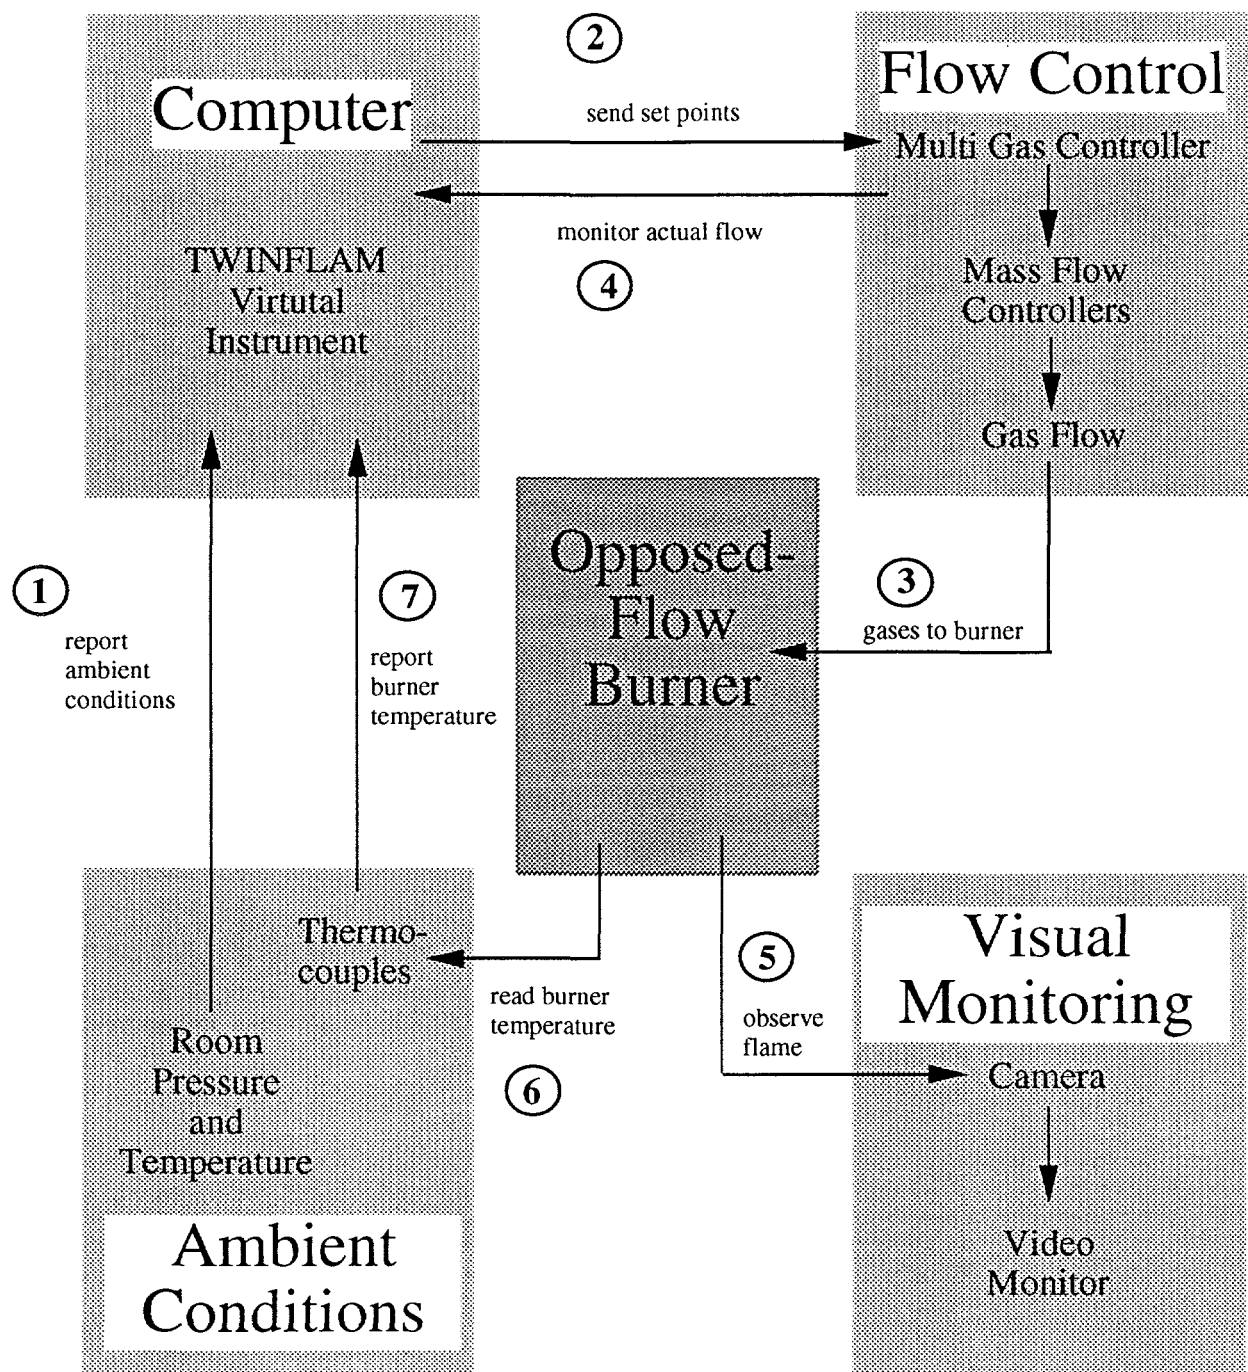 2
Computer
send set points
Flow Control
Multi Gas Controller
monitor actual flow
4
TWINFLAM
Virtutal
Instrument
Mass Flow
Controllers
Gas Flow
Opposed-
Flow
Burner
3
gases to burner
1
report
ambient
conditions
7
report
burner
temperature
Thermo-
couples
read burner
temperature
6
5
observe
flame
Visual
Monitoring
Camera
Video
Monitor
Room
Pressure
and
Temperature
Ambient
Conditions